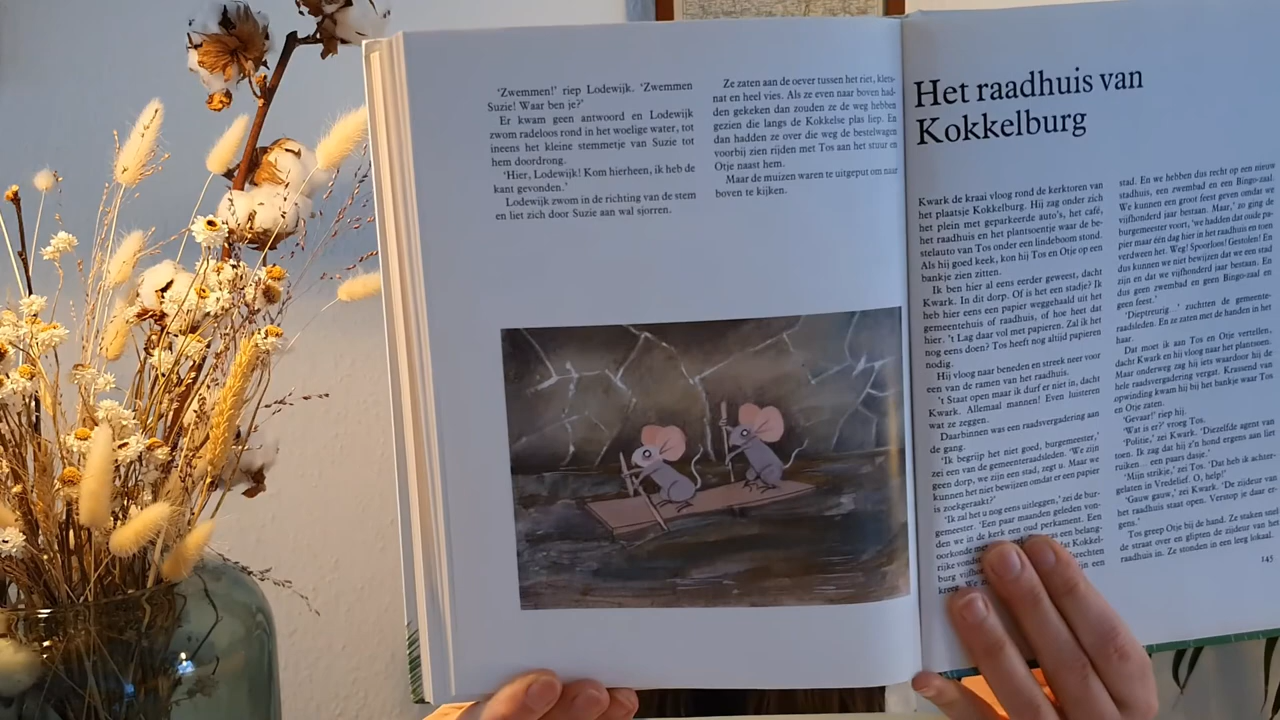 ‘Zwemmen!’ riep Lodewijk. ‘Zwemmen
Suzie! Waar ben je?’
Er kwam geen antwoord en Lodewijk
zwom radeloos rond in het woelige water, tot
ineens het kleine stemmetje van Suzie tot
hem doordrong.
‘Hier, Lodewijk! Kom hierheen, ik heb de
kant gevonden.’
Lodewijk zwom in de richting van de stem
en liet zich door Suzie aan wal sjorren.
Ze zaten aan de oever tussen het riet, klets-
nat en heel vies. Als ze even naar boven had-
den gekeken dan zouden ze de weg hebben
gezien die langs de Kokkelse plas liep. En
dan hadden ze over die weg de bestelwagen
voorbij zien rijden met Tos aan het stuur en
Otje naast hem.
Maar de muizen waren te uitgeput om naar
boven te kijken.
Het raadhuis van
Kokkelburg
Kwark de kraai vloog rond de kerktoren van
het plaatsje Kokkelburg. Hij zag onder zich
het plein met geparkeerde auto’s, het café,
het raadhuis en het plantsoentje waar de be-
stelauto van Tos onder een lindeboom stond.
Als hij goed keek, kon hij Tos en Otje op een
bankje zien zitten.
Ik ben hier al eens eerder geweest, dacht
Kwark. In dit dorp. Of is het een stadje? Ik
heb hier eens een papier weggehaald uit het
gemeentehuis of raadhuis, of hoe heet dat
hier. ’t Lag daar vol met papieren. Zal ik het
nog eens doen? Tos heeft nog altijd papieren
nodig.
Hij vloog naar beneden en streek neer voor
een van de ramen van het raadhuis.
’t Staat open maar ik durf er niet in, dacht
Kwark. Allemaal mannen! Even luisteren
wat ze zeggen.
Daarbinnen was een raadsvergadering aan
de gang.
‘Ik begrijp het niet goed, burgemeester,’
zei een van de gemeenteraadsleden. ‘We zijn
geen dorp, we zijn een stad, zegt u. Maar we
kunnen het niet bewijzen omdat er een papier
is zoekgeraakt?’
‘Ik zal het u nog eens uitleggen,’ zei de bur-
gemeester. ‘Een paar maanden geleden von-
den we in de kerk een oud perkament. Een
oorkonde as een belang-
rijke vondst at Kokkel-
burg vijfh srechten
kreeg. We zi ijn een
stad. En we hebben dus recht op een nieuw
stadhuis, een zwembad en een Bingo-zaal.
We kunnen een groot feest geven omdat we
vijfhonderd jaar bestaan. Maar,’ zo ging de
burgemeester voort, ‘we hadden dat oude pa-
pier maar één dag hier in het raadhuis en toen
verdween het. Weg! Spoorloos! Gestolen! En
dus kunnen we niet bewijzen dat we een stad
zijn en dat we vijfhonderd jaar bestaan. En
dus geen zwembad en geen Bingo-zaal en
geen feest.’
‘Dieptreurig...’ zuchtten de gemeente-
raadsleden. En ze zaten met de handen in het
haar.
Dat moet ik aan Tos en Otje vertellen,
dacht Kwark en hij vloog naar het plantsoen.
Maar onderweg zag hij iets waardoor hij de
hele raadsvergadering vergat. Krassend van
opwinding kwam hij bij het bankje waar Tos
en Otje zaten.
‘Gevaar!’ riep hij.
‘Wat is er?’ vroeg Tos.
‘Politie,’ zei Kwark. ‘Diezelfde agent van
toen. Ik zag dat hij z’n hond ergens aan liet
ruiken... een paars dasje.’
‘Mijn strikje,’ zei Tos. ‘Dat heb ik achter-
gelaten in Vredelief. O, help!’
‘Gauw gauw,’ zei Kwark. ‘De zijdeur van
het raadhuis staat open. Verstop je daar er-
gens.’
Tos greep Otje bij de hand. Ze staken snel
de straat over en glipten de zijdeur van het
raadhuis in. Ze stonden in een leeg lokaal.
145